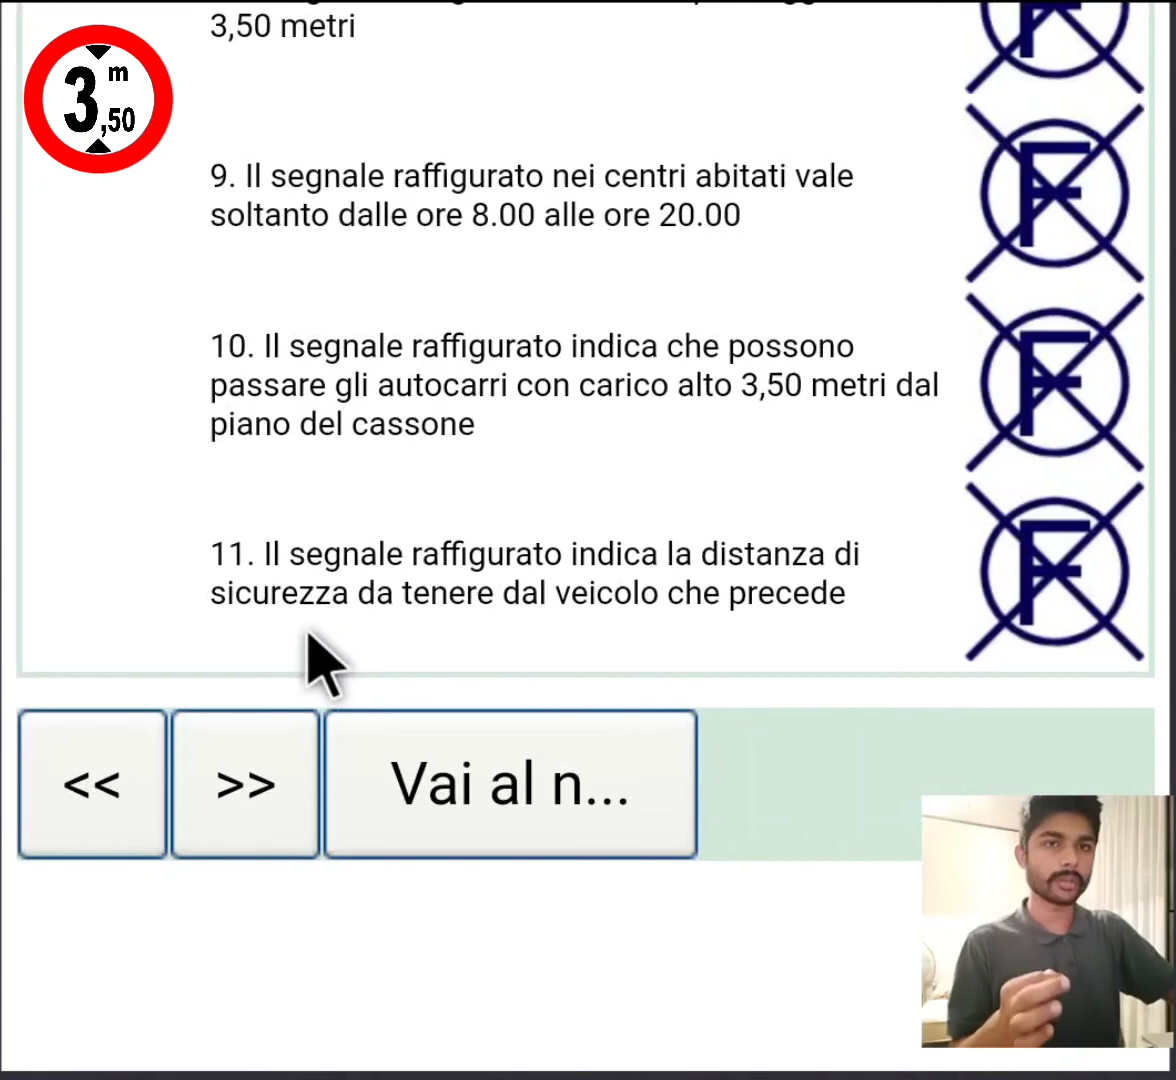 3,50 metri
3 m
,50
9. Il segnale raffigurato nei centri abitati vale
soltanto dalle ore 8.00 alle ore 20.00
F
10. Il segnale raffigurato indica che possono
passare gli autocarri con carico alto 3,50 metri dal
piano del cassone
F
11. Il segnale raffigurato indica la distanza di
sicurezza da tenere dal veicolo che precede
F
<<
>>
Vai al n...